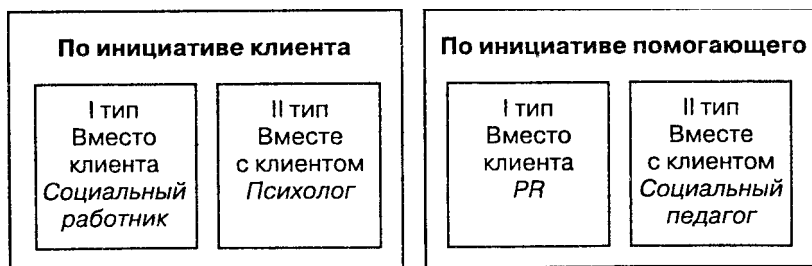 По инициативе клиента
I тип
Вместо
клиента
Социальный
работник
II тип
Вместе
с клиентом
Психолог
По инициативе помогающего
I тип
Вместо
клиента
PR
II тип
Вместе
с клиентом
Социальный
педагог